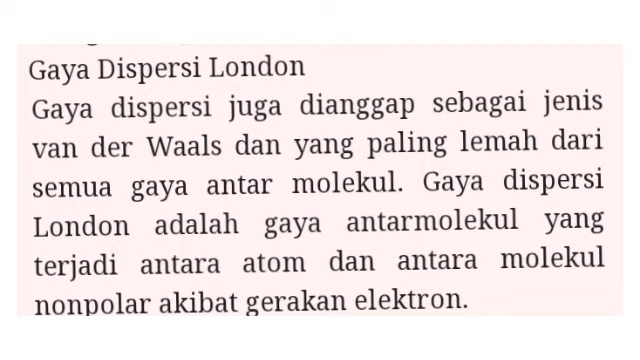 Gaya Dispersi London
Gaya dispersi juga dianggap sebagai jenis
van der Waals dan yang paling lemah dari
semua gaya antar molekul. Gaya dispersi
London adalah gaya antarmolekul yang
terjadi antara atom dan antara molekul
nonpolar akibat gerakan elektron.